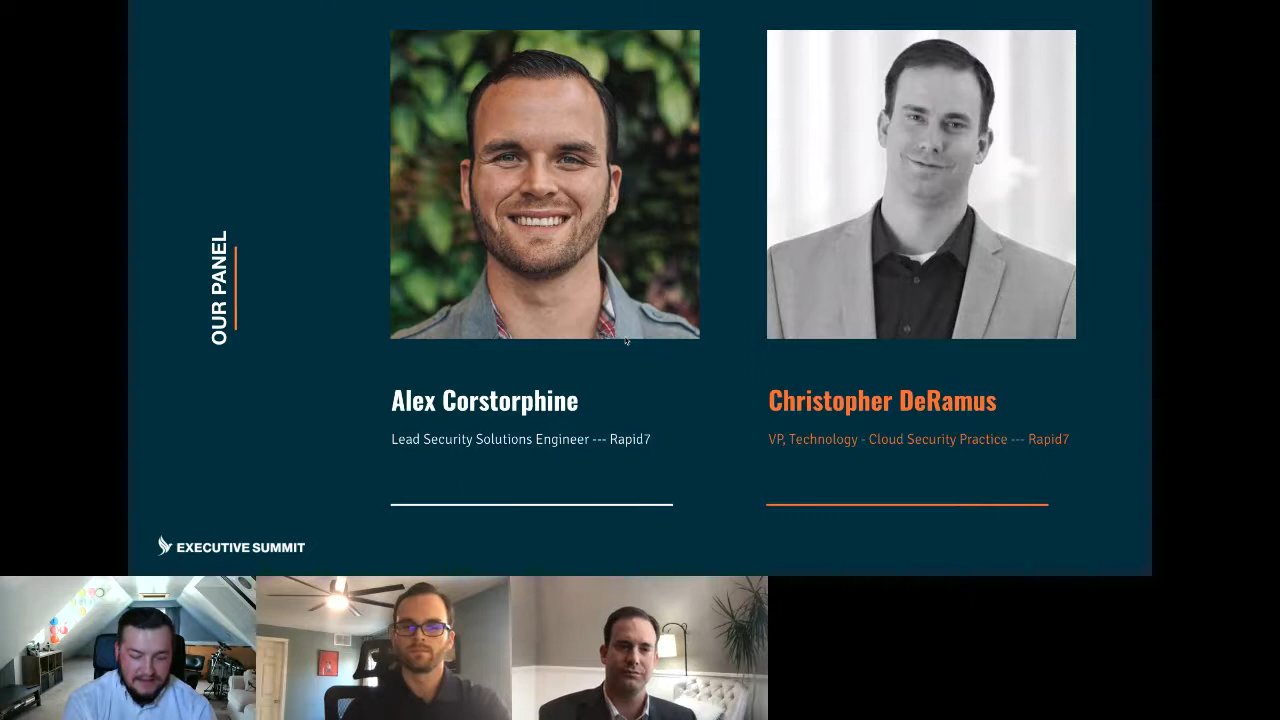 OUR PANEL
Alex Corstorphine
Lead Security Solutions Engineer --- Rapid7
Christopher DeRamus
VP, Technology - Cloud Security Practice --- Rapid7
EXECUTIVE SUMMIT